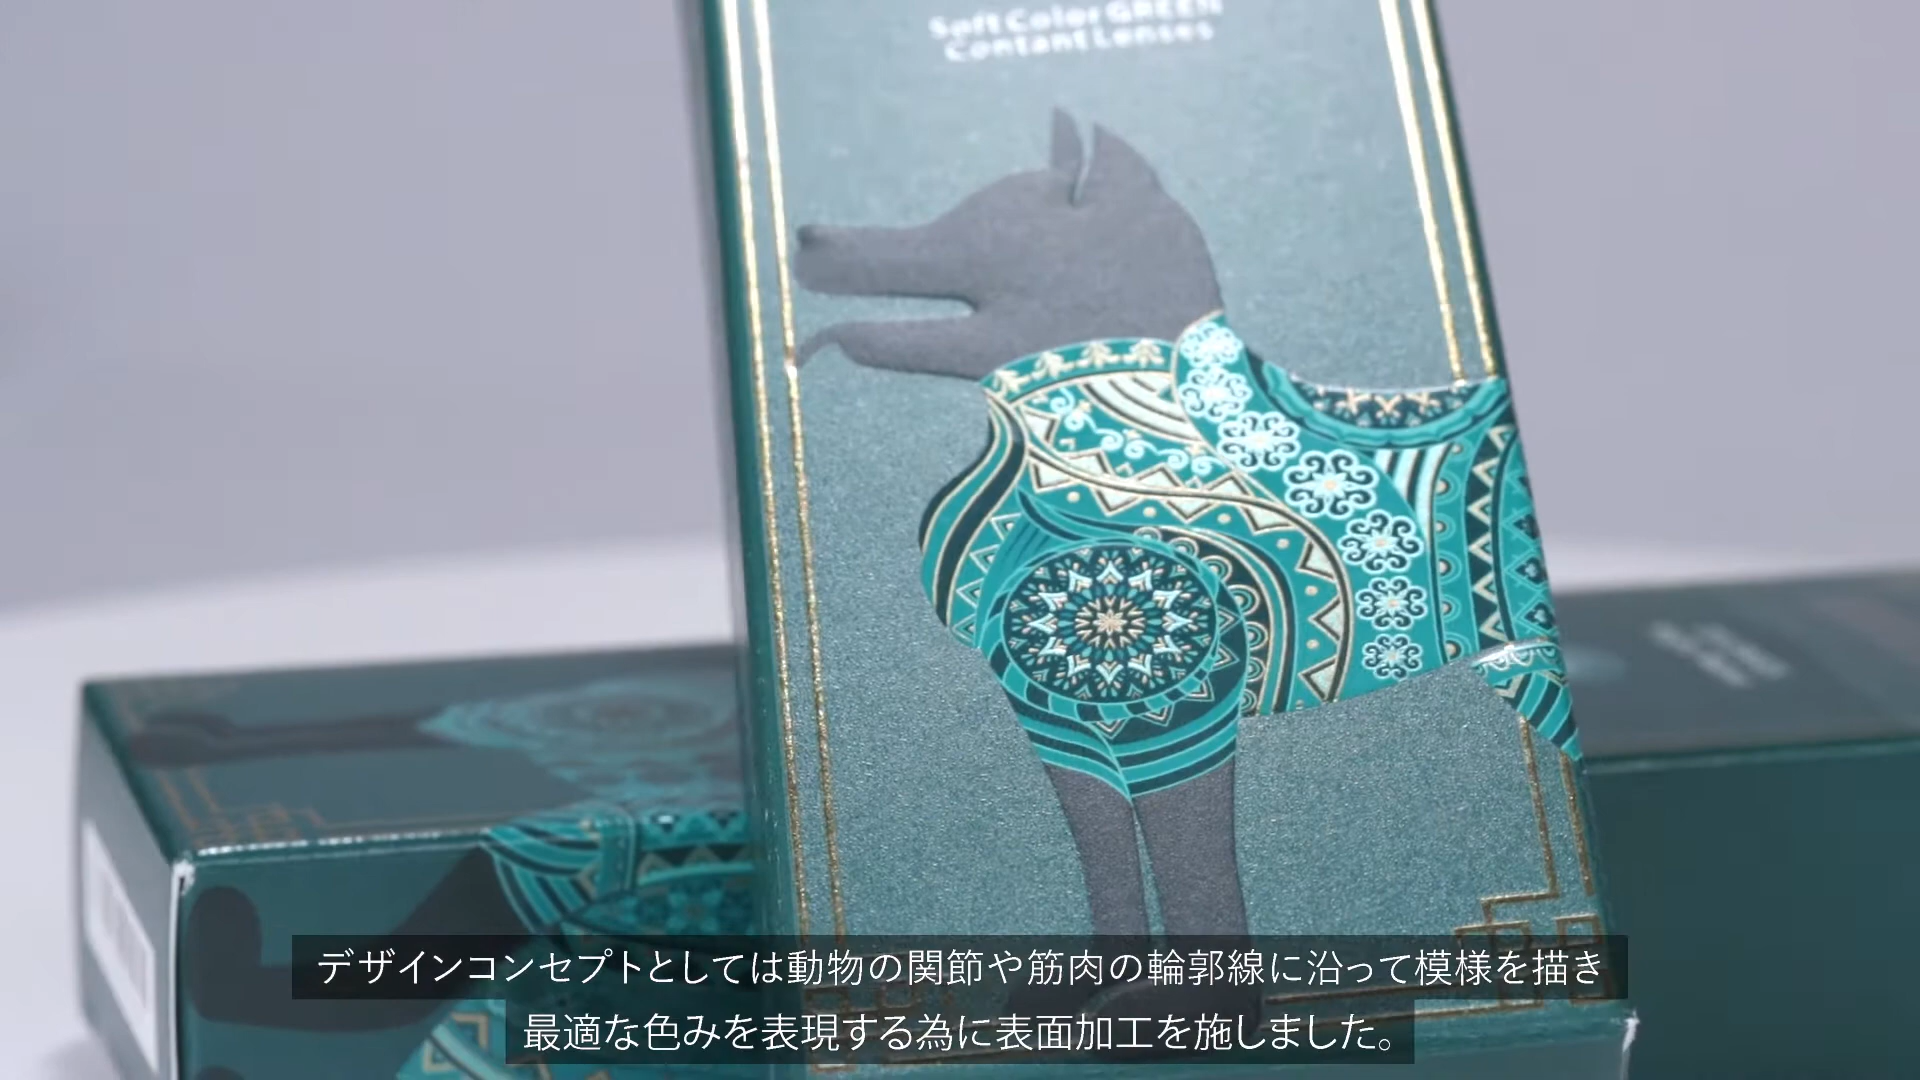 Soft Color GREEN
Contant Lenses
デザインコンセプトとしては動物の関節や筋肉の輪郭線に沿って模様を描き
最適な色みを表現する為に表面加工を施しました。